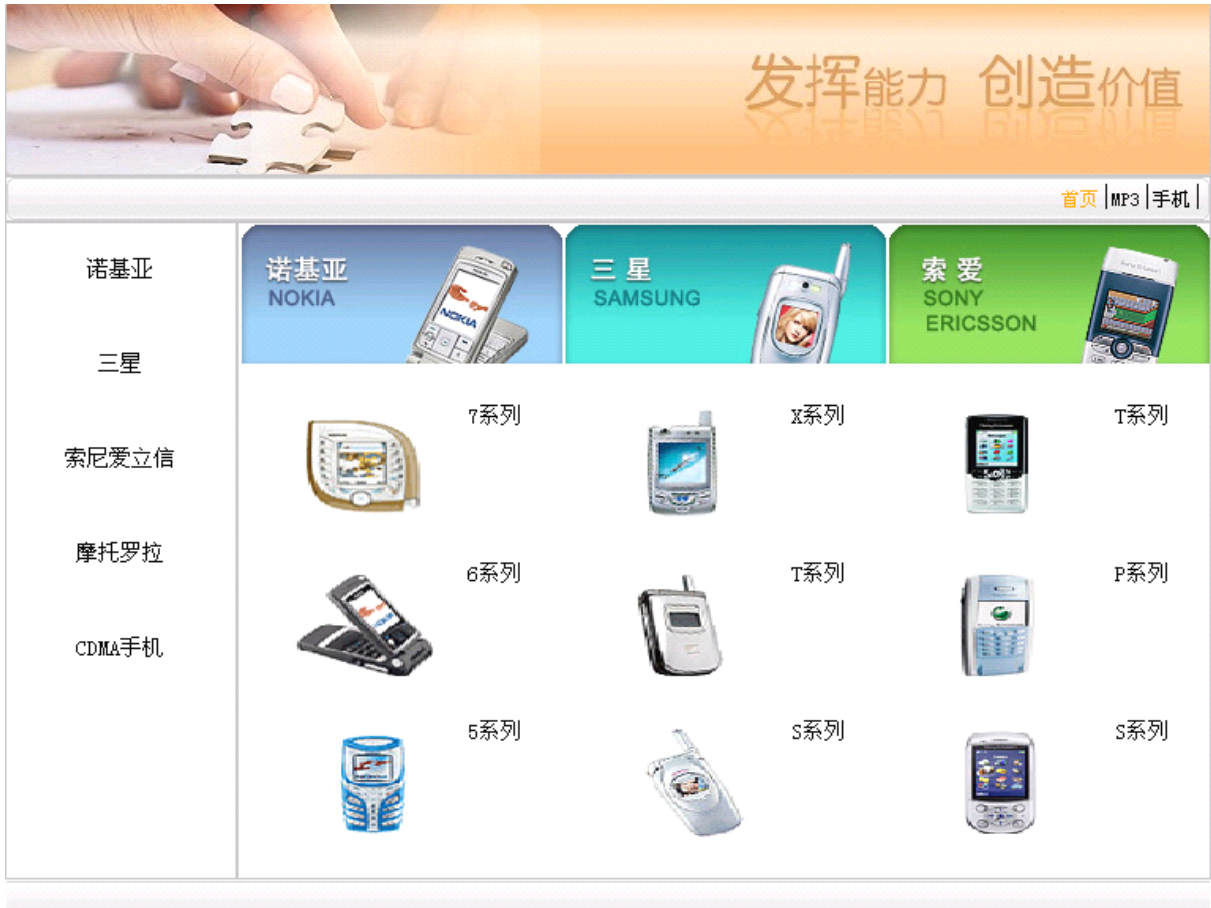 发挥能力 创造价值
首页 |MP3|手机|
诺基亚
三星
索尼爱立信
摩托罗拉
CDMA手机
诺基亚
NOKIA
NOKIA
三星
SAMSUNG
索爱
SONY
ERICSSON
7系列
X系列
T系列
6系列
T系列
P系列
5系列
S系列
S系列